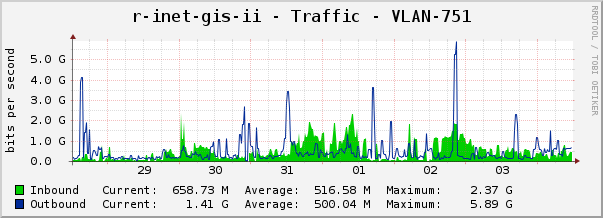 r-inet-gis-ii - Traffic - VLAN-751
RRDTOOL / TOBI OETIKER
bits per second
5.0 G
4.0 G
3.0 G
2.0 G
1.0 G
0.0
29 30 31 01 01 02 03
Inbound Current: 658.73 M Average: 516.58 M Maximum: 2.37 G
Outbound Current: 1.41 G Average: 500.04 M Maximum: 5.89 G